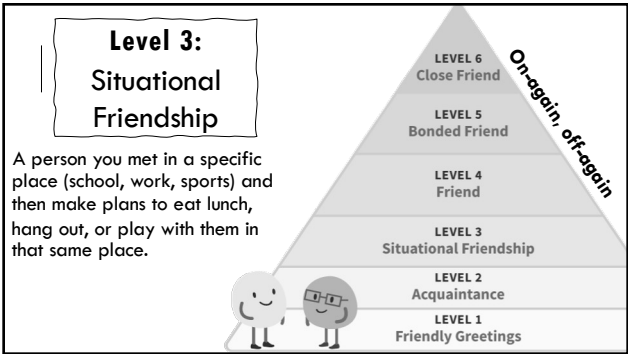 Level 3:
Situational
Friendship
A person you met in a specific
place (school, work, sports) and
then make plans to eat lunch,
hang out, or play with them in
that same place.
On-again, off-again
LEVEL 6
Close Friend
LEVEL 5
Bonded Friend
LEVEL 4
Friend
LEVEL 3
Situational Friendship
LEVEL 2
Acquaintance
LEVEL 1
Friendly Greetings